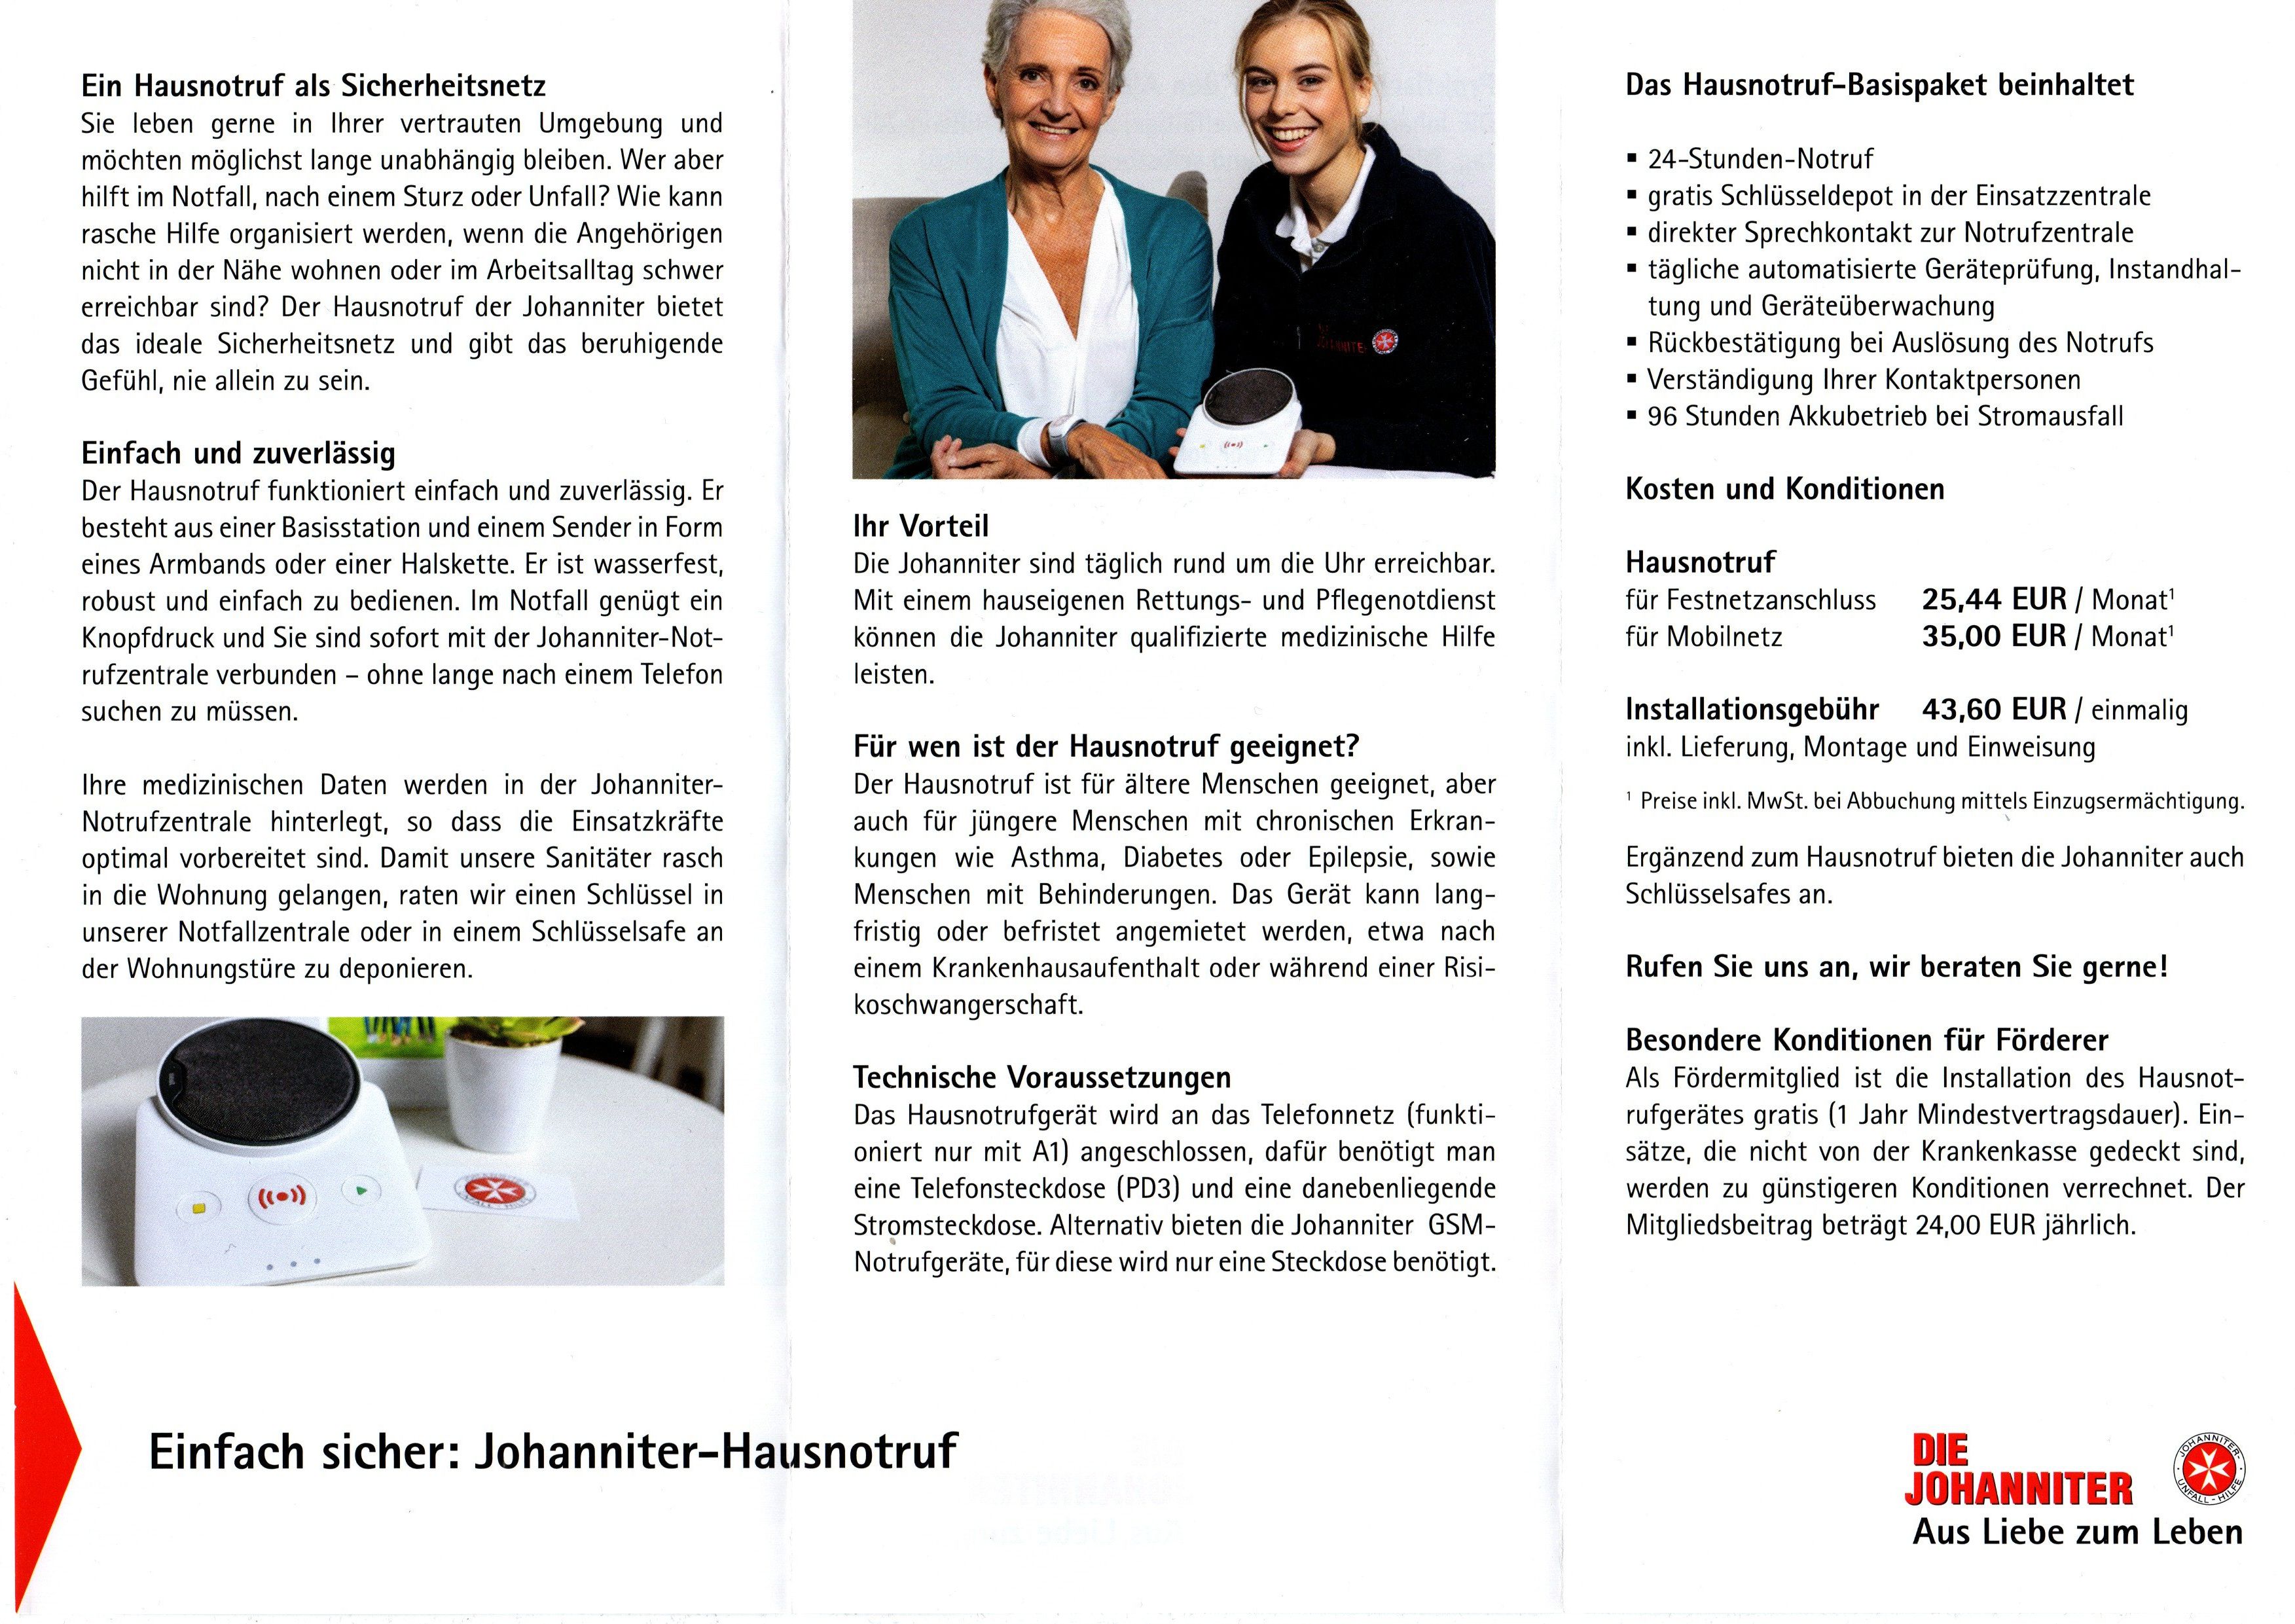 Ein Hausnotruf als Sicherheitsnetz
Sie leben gerne in Ihrer vertrauten Umgebung und
möchten möglichst lange unabhängig bleiben. Wer aber
hilft im Notfall, nach einem Sturz oder Unfall? Wie kann
rasche Hilfe organisiert werden, wenn die Angehörigen
nicht in der Nähe wohnen oder im Arbeitsalltag schwer
erreichbar sind? Der Hausnotruf der Johanniter bietet
das ideale Sicherheitsnetz und gibt das beruhigende
Gefühl, nie allein zu sein.
Einfach und zuverlässig
Der Hausnotruf funktioniert einfach und zuverlässig. Er
besteht aus einer Basisstation und einem Sender in Form
eines Armbands oder einer Halskette. Er ist wasserfest,
robust und einfach zu bedienen. Im Notfall genügt ein
Knopfdruck und Sie sind sofort mit der Johanniter-Not-
rufzentrale verbunden – ohne lange nach einem Telefon
suchen zu müssen.
Ihre medizinischen Daten werden in der Johanniter-
Notrufzentrale hinterlegt, so dass die Einsatzkräfte
optimal vorbereitet sind. Damit unsere Sanitäter rasch
in die Wohnung gelangen, raten wir einen Schlüssel in
unserer Notfallzentrale oder in einem Schlüsselsafe an
der Wohnungstüre zu deponieren.
Ihr Vorteil
Die Johanniter sind täglich rund um die Uhr erreichbar.
Mit einem hauseigenen Rettungs- und Pflegenotdienst
können die Johanniter qualifizierte medizinische Hilfe
leisten.
Für wen ist der Hausnotruf geeignet?
Der Hausnotruf ist für ältere Menschen geeignet, aber
auch für jüngere Menschen mit chronischen Erkran-
kungen wie Asthma, Diabetes oder Epilepsie, sowie
Menschen mit Behinderungen. Das Gerät kann lang-
fristig oder befristet angemietet werden, etwa nach
einem Krankenhausaufenthalt oder während einer Risi-
koschwangerschaft.
Technische Voraussetzungen
Das Hausnotrufgerät wird an das Telefonnetz (funkti-
oniert nur mit A1) angeschlossen, dafür benötigt man
eine Telefonsteckdose (PD3) und eine danebenliegende
Stromsteckdose. Alternativ bieten die Johanniter GSM-
Notrufgeräte, für diese wird nur eine Steckdose benötigt.
Das Hausnotruf-Basispaket beinhaltet
▪ 24-Stunden-Notruf
▪ gratis Schlüsseldepot in der Einsatzzentrale
▪ direkter Sprechkontakt zur Notrufzentrale
▪ tägliche automatisierte Geräteprüfung, Instandhal-
tung und Geräteüberwachung
▪ Rückbestätigung bei Auslösung des Notrufs
▪ Verständigung Ihrer Kontaktpersonen
▪ 96 Stunden Akkubetrieb bei Stromausfall
Kosten und Konditionen
Hausnotruf
für Festnetzanschluss 25,44 EUR / Monat¹
für Mobilnetz 35,00 EUR / Monat¹
Installationsgebühr 43,60 EUR / einmalig
inkl. Lieferung, Montage und Einweisung
¹ Preise inkl. MwSt. bei Abbuchung mittels Einzugsermächtigung.
Ergänzend zum Hausnotruf bieten die Johanniter auch
Schlüsselsafes an.
Rufen Sie uns an, wir beraten Sie gerne!
Besondere Konditionen für Förderer
Als Fördermitglied ist die Installation des Hausnot-
rufgerätes gratis (1 Jahr Mindestvertragsdauer). Ein-
sätze, die nicht von der Krankenkasse gedeckt sind,
werden zu günstigeren Konditionen verrechnet. Der
Mitgliedsbeitrag beträgt 24,00 EUR jährlich.
Einfach sicher: Johanniter-Hausnotruf
DIE
JOHANNITER
JOHANNITER-
UNFALL-HILFE
Aus Liebe zum Leben